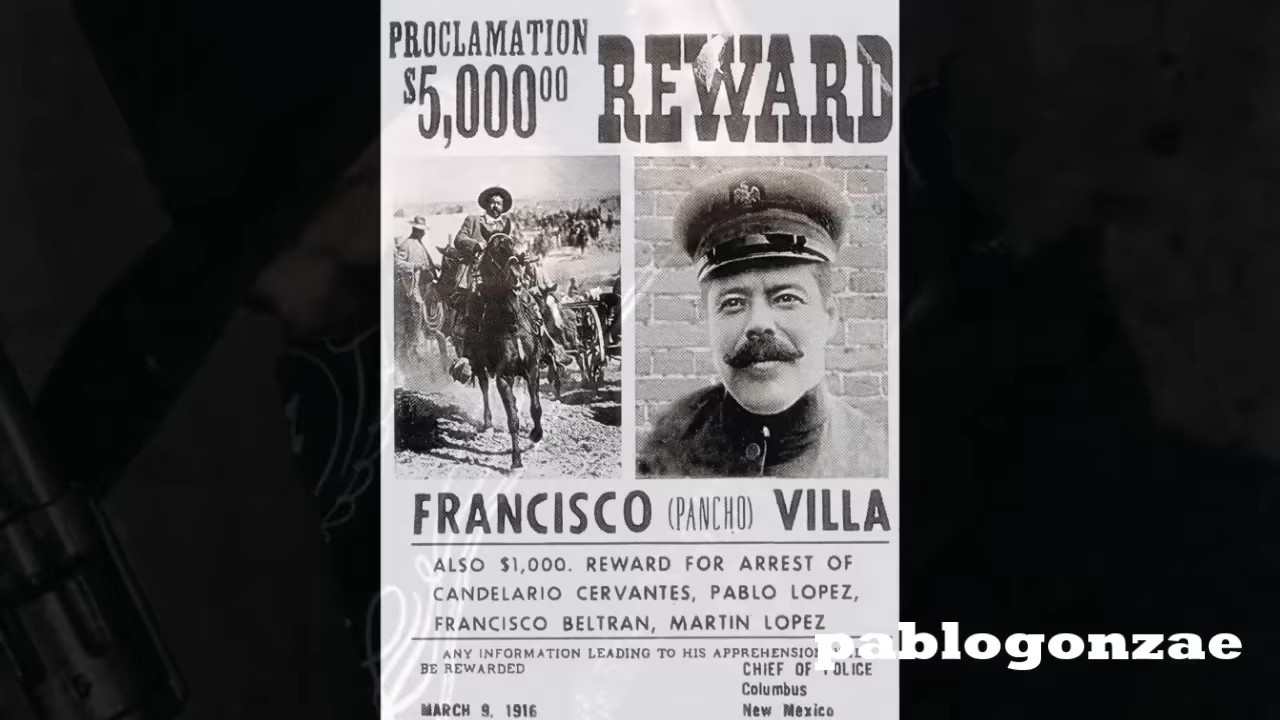 PROCLAMATION
$5,000⁰⁰
REWARD
FRANCISCO (PANCHO) VILLA
ALSO $1,000. REWARD FOR ARREST OF
CANDELARIO CERVANTES, PABLO LOPEZ,
FRANCISCO BELTRAN, MARTIN LOPEZ
ANY INFORMATION LEADING TO HIS APPREHENSION
BE REWARDED
CHIEF OF POLICE
Columbus
New Mexico
MARCH 9, 1916
pablogonzae